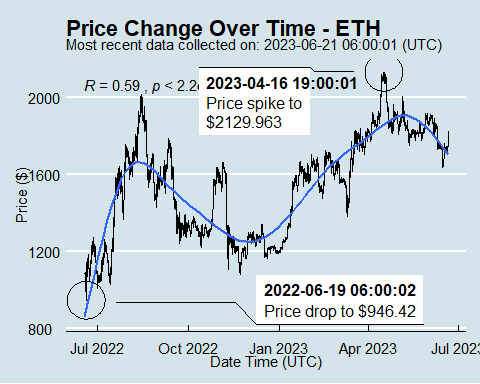 Price Change Over Time - ETH
Most recent data collected on: 2023-06-21 06:00:01 (UTC)
R = 0.59 , p < 2.2
2023-04-16 19:00:01
Price spike to
$2129.963
2000
1600
1200
800
Price ($)
2022-06-19 06:00:02
Price drop to $946.42
Jul 2022
Oct 2022
Jan 2023
Apr 2023
Jul 2023
Date Time (UTC)